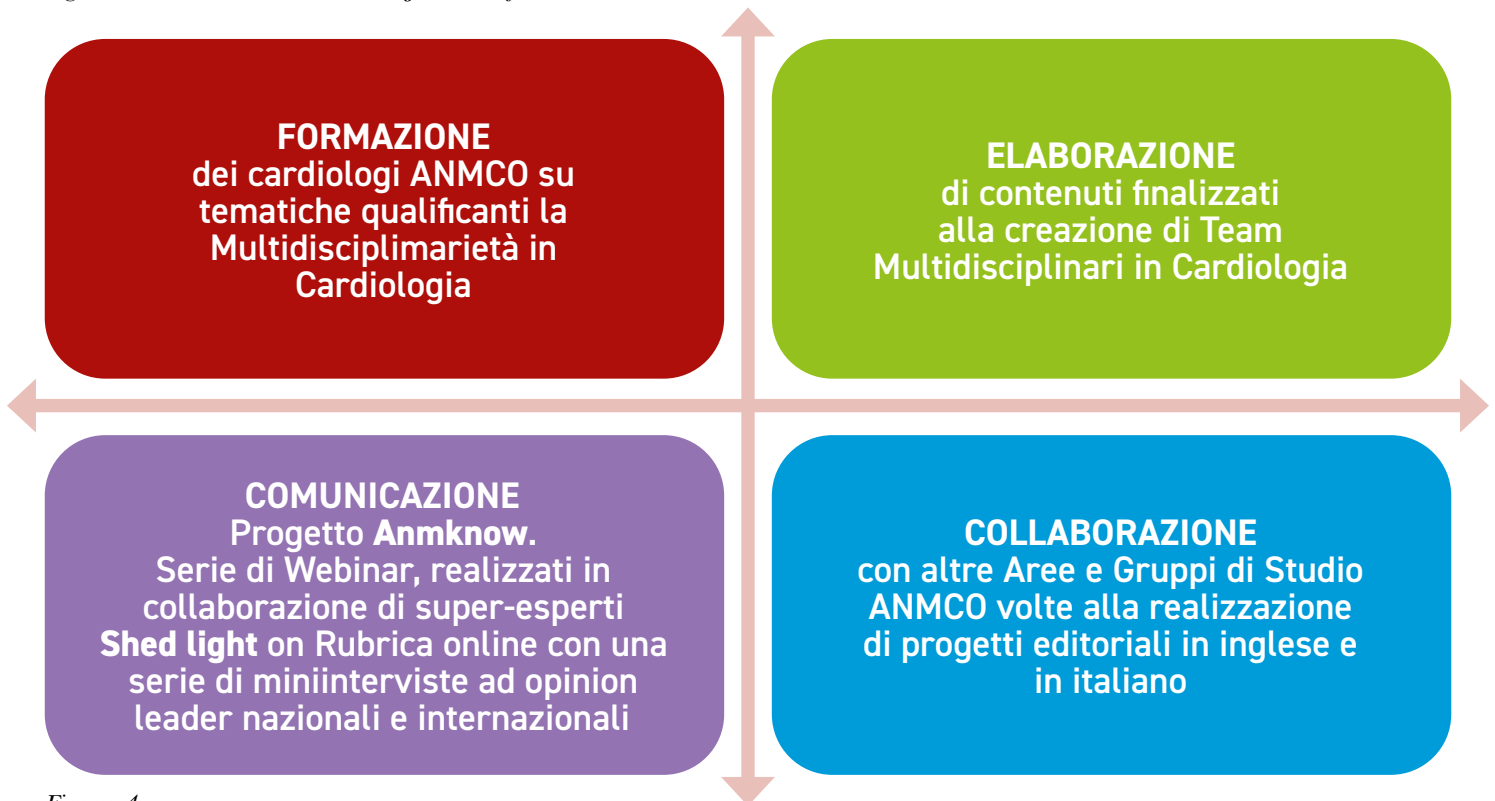 FORMAZIONE
dei cardiologi ANMCO su
tematiche qualificanti la
Multidisciplimarietà in
Cardiologia
ELABORAZIONE
di contenuti finalizzati
alla creazione di Team
Multidisciplinari in Cardiologia
COMUNICAZIONE
Progetto Anmknow.
Serie di Webinar, realizzati in
collaborazione di super-esperti
Shed light on Rubrica online con una
serie di miniinterviste ad opinion
leader nazionali e internazionali
COLLABORAZIONE
con altre Aree e Gruppi di Studio
ANMCO volte alla realizzazione
di progetti editoriali in inglese e
in italiano